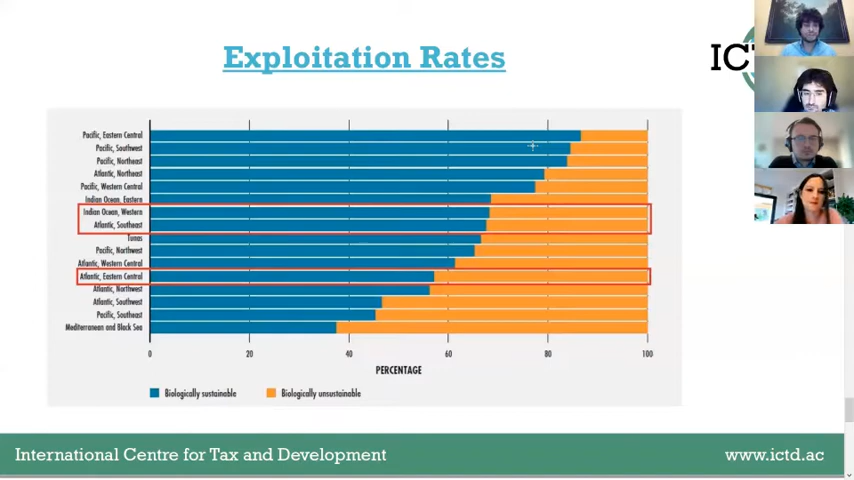 Exploitation Rates
Pacific, Eastern Central
Pacific, Southwest
Pacific, Northeast
Atlantic, Northeast
Pacific, Western Central
Indian Ocean, Eastern
Indian Ocean, Western
Atlantic, Southeast
Tunas
Pacific, Northwest
Atlantic, Western Central
Atlantic, Eastern Central
Atlantic, Northwest
Atlantic, Southwest
Pacific, Southeast
Mediterranean and Black Sea
0 20 40 60 80 100
PERCENTAGE
Biologically sustainable Biologically unsustainable
International Centre for Tax and Development www.ictd.ac